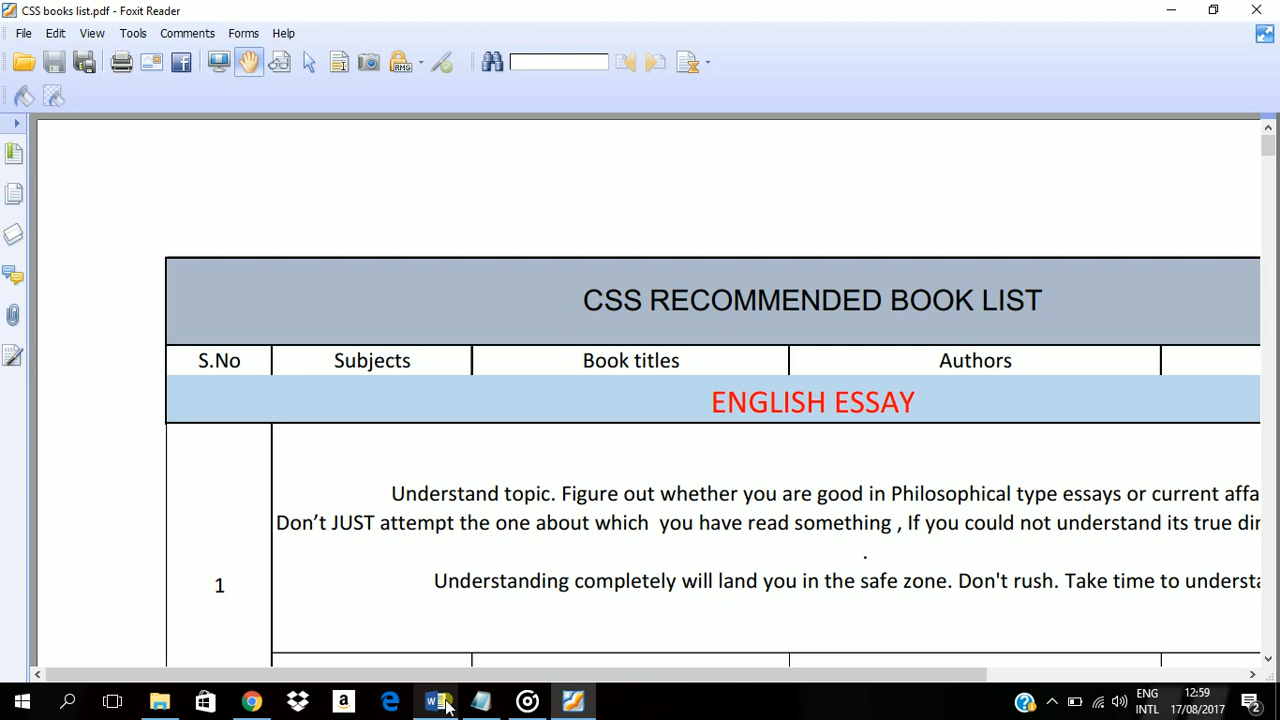 CSS books list.pdf - Foxit Reader
File Edit View Tools Comments Forms Help
RMS
CSS RECOMMENDED BOOK LIST
S.No Subjects Book titles Authors
ENGLISH ESSAY
Understand topic. Figure out whether you are good in Philosophical type essays or current affa
Don't JUST attempt the one about which you have read something , If you could not understand its true dir
.
1
Understanding completely will land you in the safe zone. Don't rush. Take time to understa
ENG 12:59
INTL 17/08/2017
2